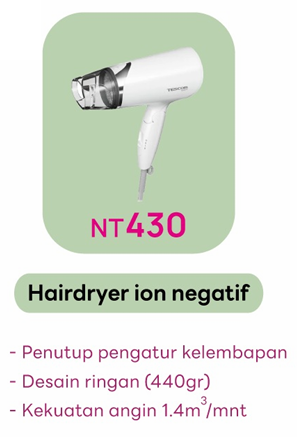 NT430
Hairdryer ion negatif
- Penutup pengatur kelembapan
- Desain ringan (440gr)
- Kekuatan angin 1.4m³/mnt